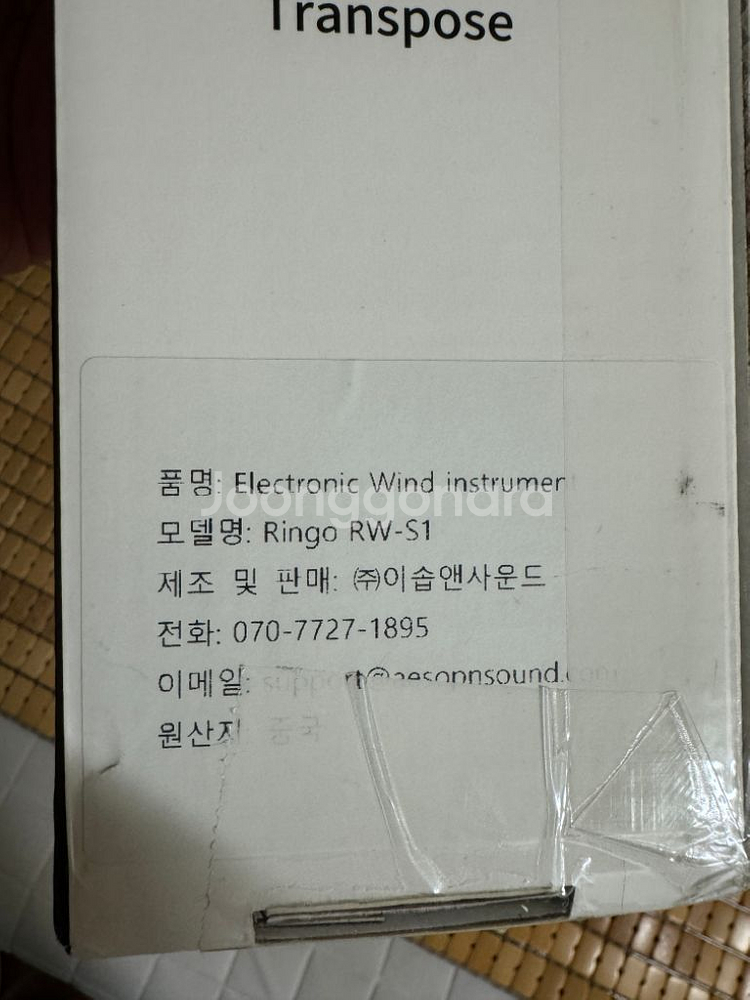 Transpose
품명: Electronic Wind instrumen
Joonggonara
모델명: Ringo RW-S1
제조 및 판매: ㈜이솝앤사운드
전화: 070-7727-1895
이메일: support@aesopnsound.com
원산지 중국